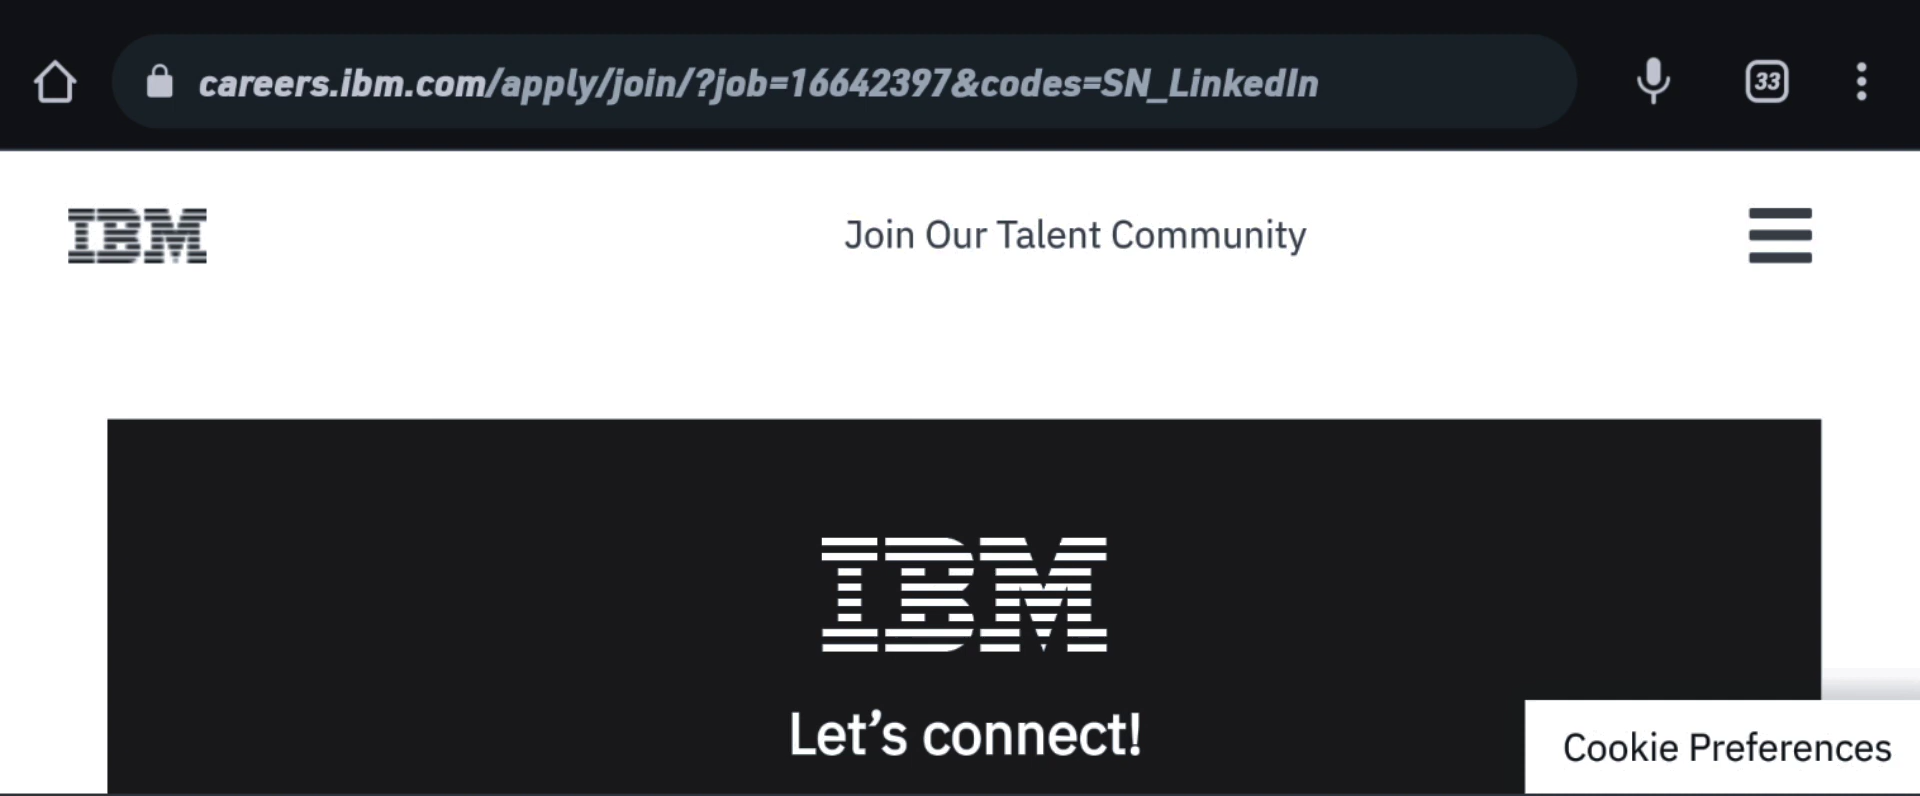 careers.ibm.com/apply/join/?job=16642397&codes=SN_LinkedIn
33
IBM
Join Our Talent Community
IBM
Let’s connect!
Cookie Preferences